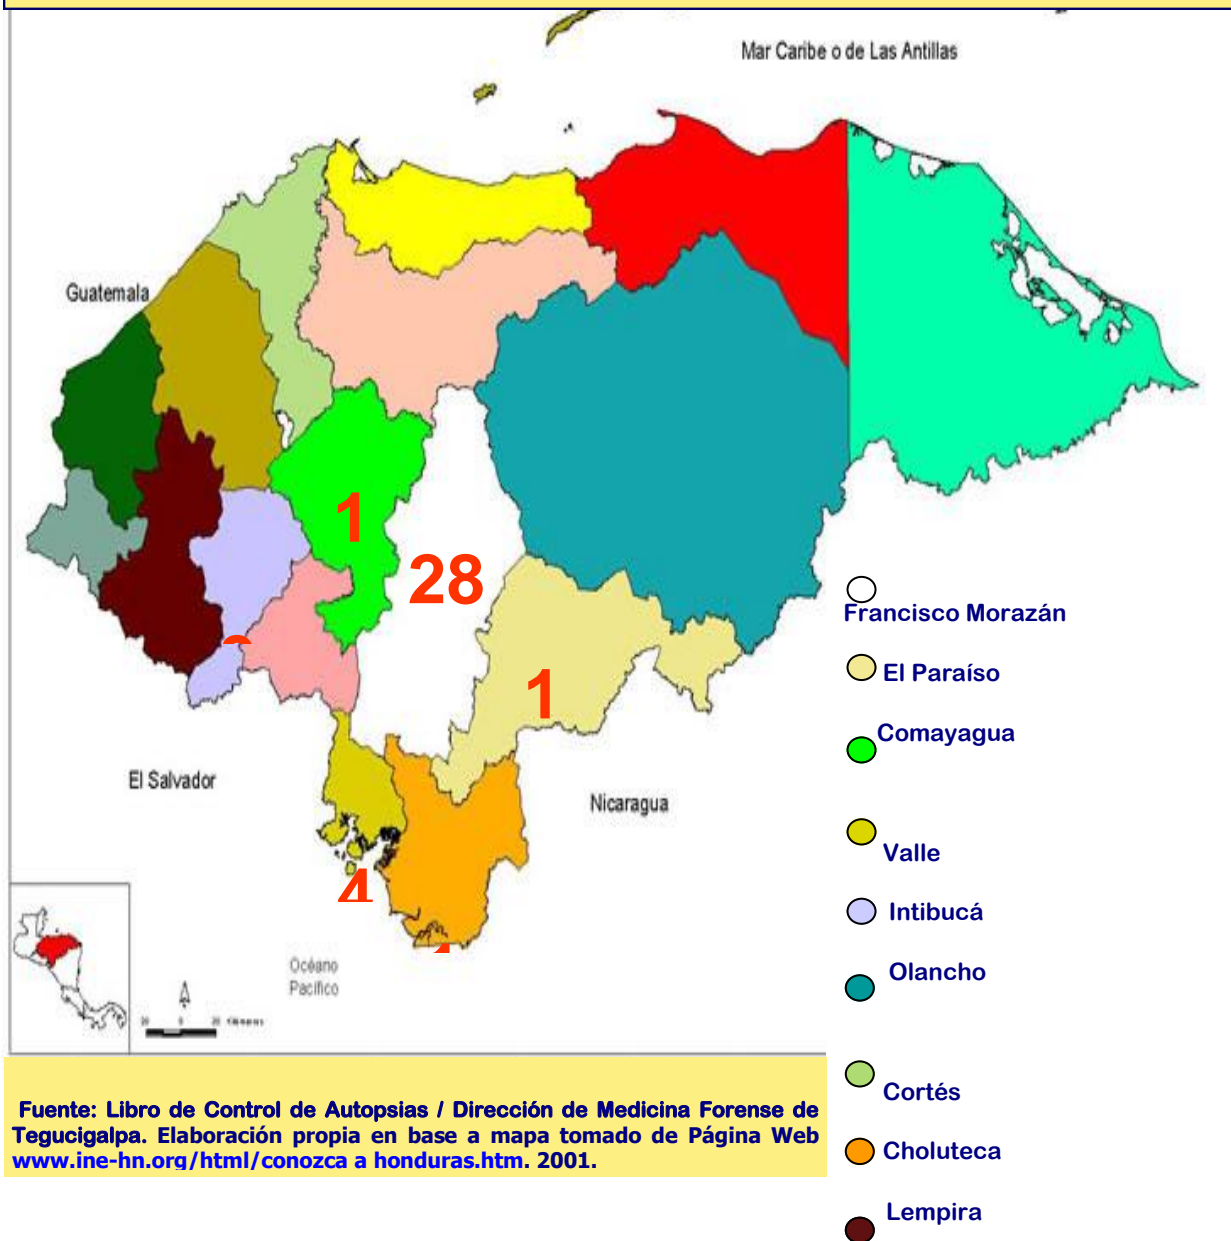 Mar Caribe o de Las Antillas
Guatemala
1
28
1
El Salvador
Nicaragua
4
Océano
Pacífico
Francisco Morazán
El Paraíso
Comayagua
Valle
Intibucá
Olancho
Cortés
Choluteca
Lempira
Fuente: Libro de Control de Autopsias / Dirección de Medicina Forense de
Tegucigalpa. Elaboración propia en base a mapa tomado de Página Web
www.ine-hn.org/html/conozca a honduras.htm. 2001.